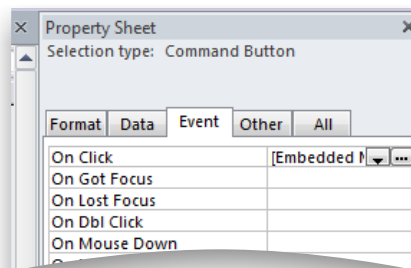 Property Sheet
Selection type: Command Button
Format Data Event Other All
On Click [Embedded
On Got Focus
On Lost Focus
On Dbl Click
On Mouse Down